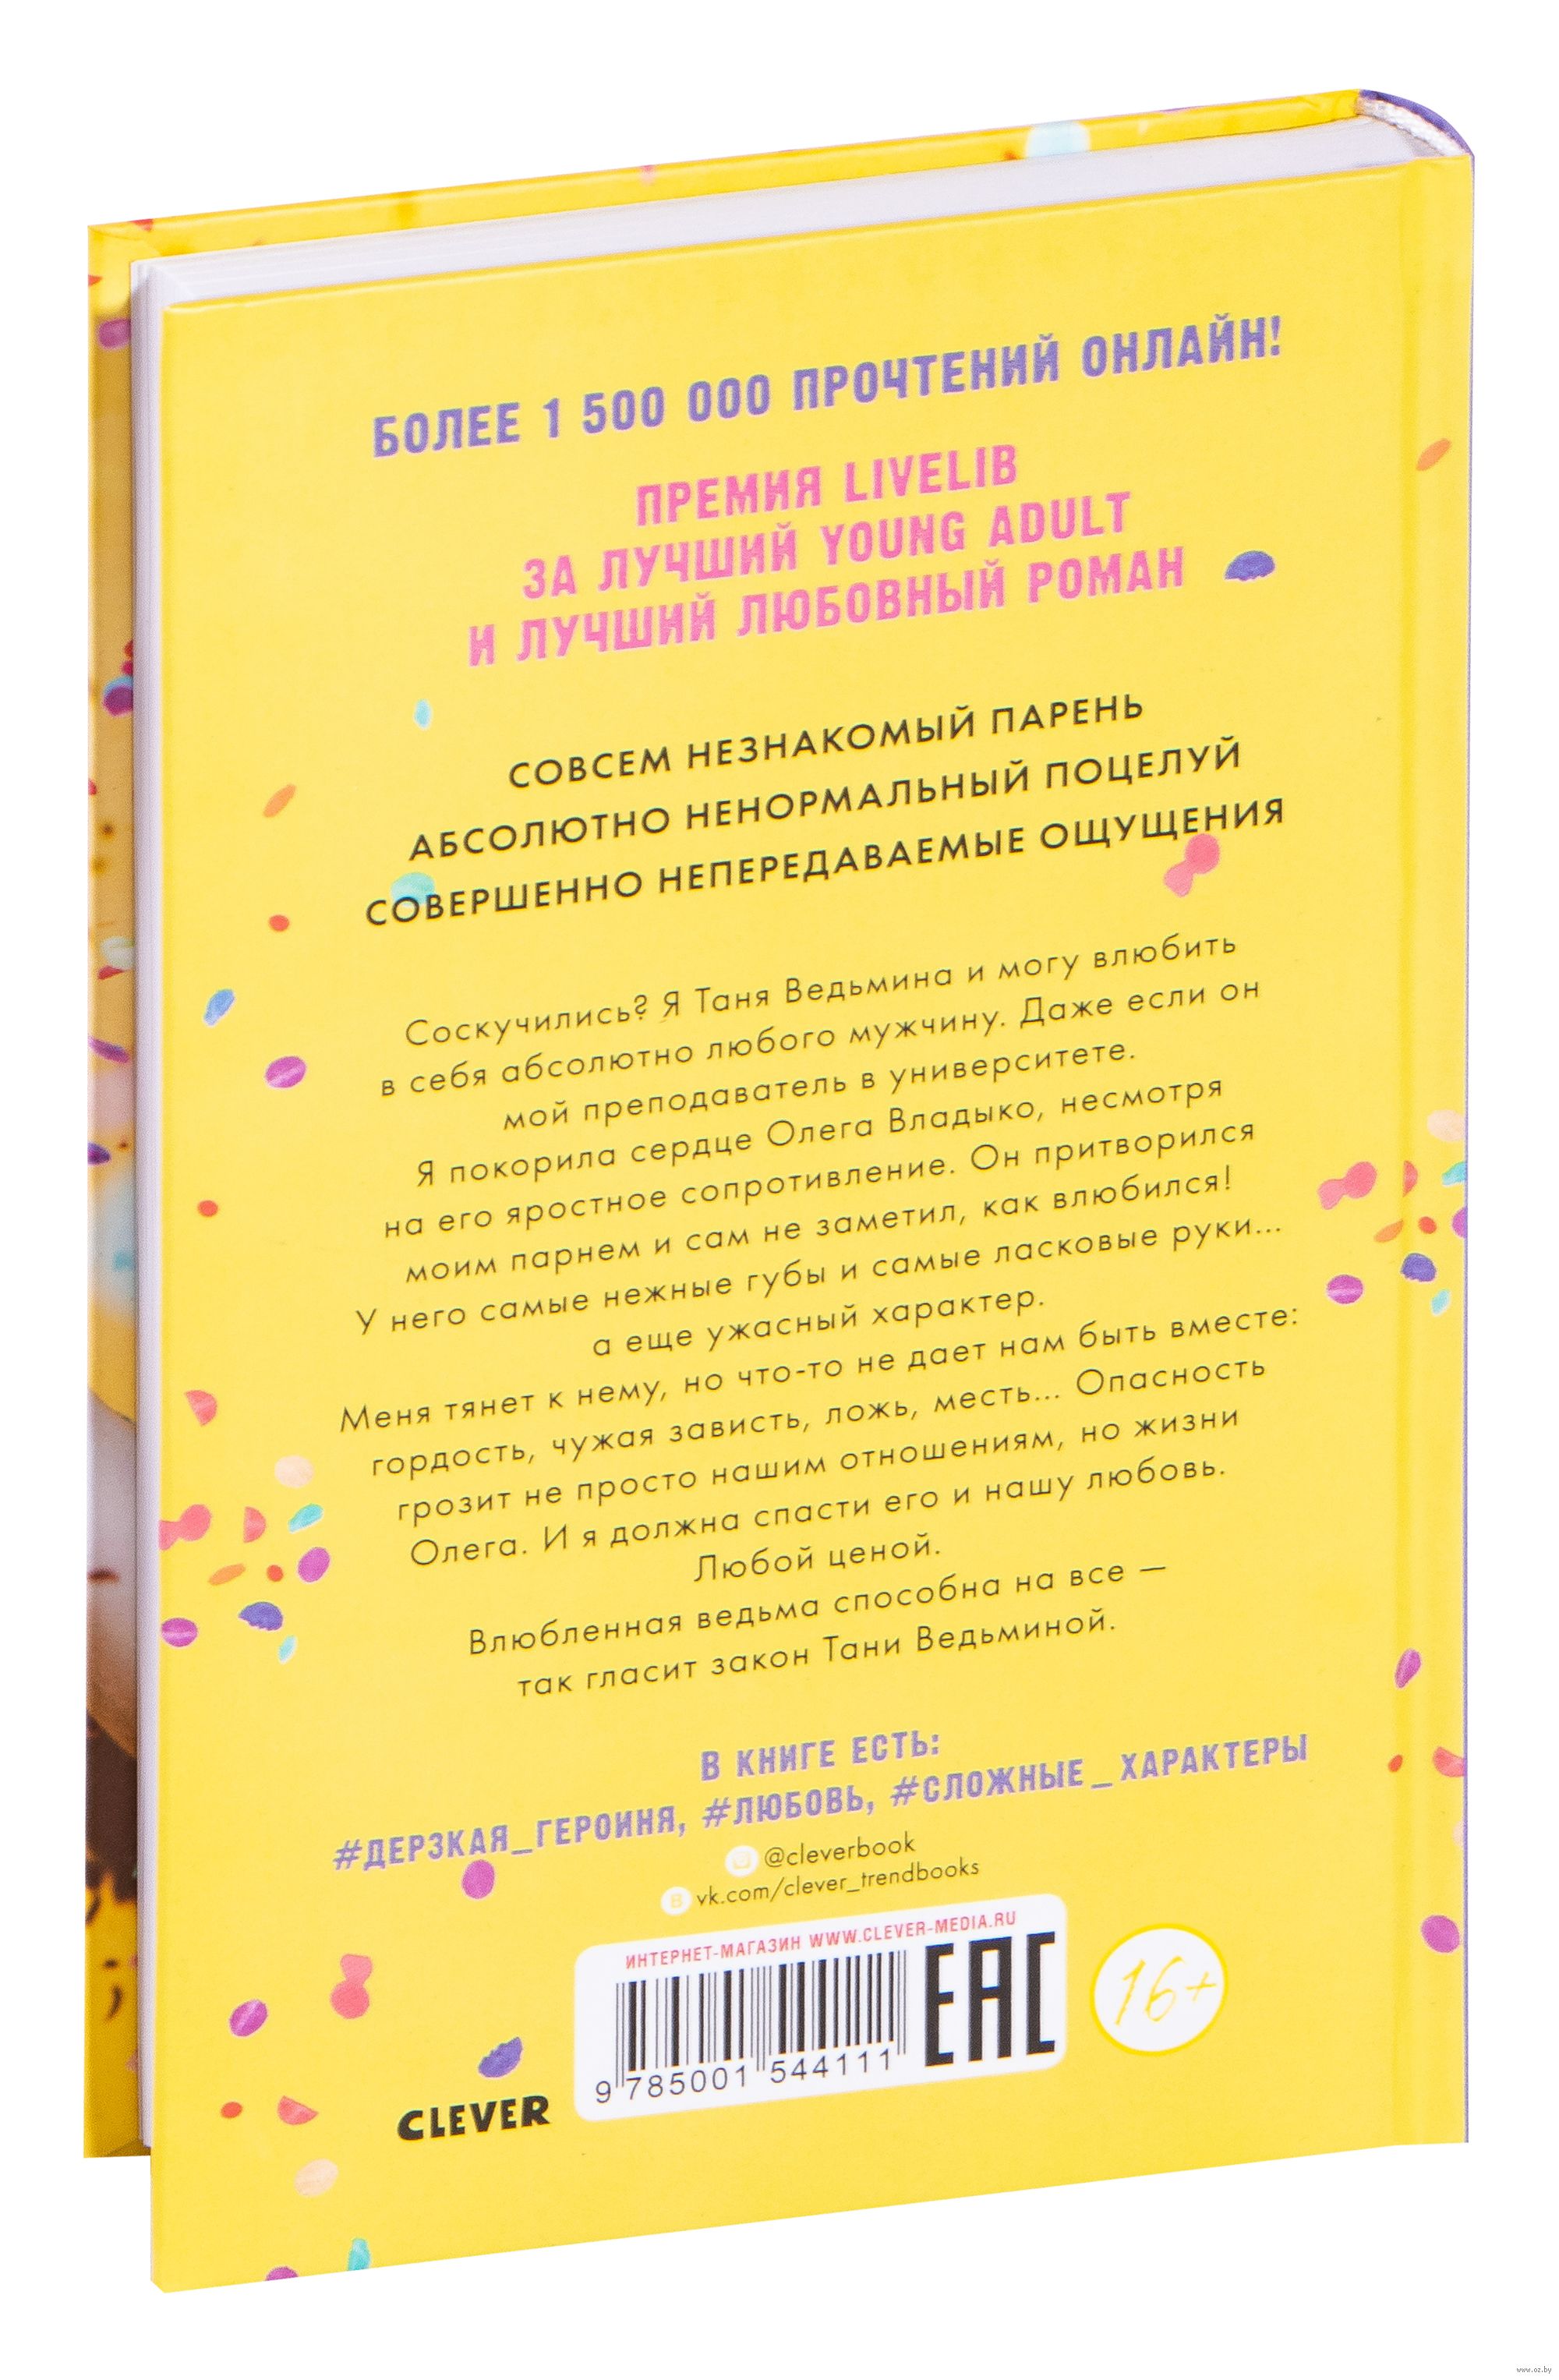 БОЛЕЕ 1 500 000 ПРОЧТЕНИЙ ОНЛАЙН!
ПРЕМИЯ LIVELIB
ЗА ЛУЧШИЙ YOUNG ADULT
И ЛУЧШИЙ ЛЮБОВНЫЙ РОМАН
СОВСЕМ НЕЗНАКОМЫЙ ПАРЕНЬ
АБСОЛЮТНО НЕНОРМАЛЬНЫЙ ПОЦЕЛУЙ
СОВЕРШЕННО НЕПЕРЕДАВАЕМЫЕ ОЩУЩЕНИЯ
Соскучились? Я Таня Ведьмина и могу влюбить
в себя абсолютно любого мужчину. Даже если он
мой преподаватель в университете.
Я покорила сердце Олега Владыко, несмотря
на его яростное сопротивление. Он притворился
моим парнем и сам не заметил, как влюбился!
У него самые нежные губы и самые ласковые руки...
а еще ужасный характер.
Меня тянет к нему, но что-то не дает нам быть вместе:
гордость, чужая зависть, ложь, месть... Опасность
грозит не просто нашим отношениям, но жизни
Олега. И я должна спасти его и нашу любовь.
Любой ценой.
Влюбленная ведьма способна на все —
так гласит закон Тани Ведьминой.
В КНИГЕ ЕСТЬ:
#ДЕРЗКАЯ_ГЕРОИНЯ, #ЛЮБОВЬ, #СЛОЖНЫЕ_ХАРАКТЕРЫ
@cleverbook
B vk.com/clever_trendbooks
ИНТЕРНЕТ-МАГАЗИН WWW.CLEVER-MEDIA.RU
EAC
16+
9 785001 544111
CLEVER
www.oz.by